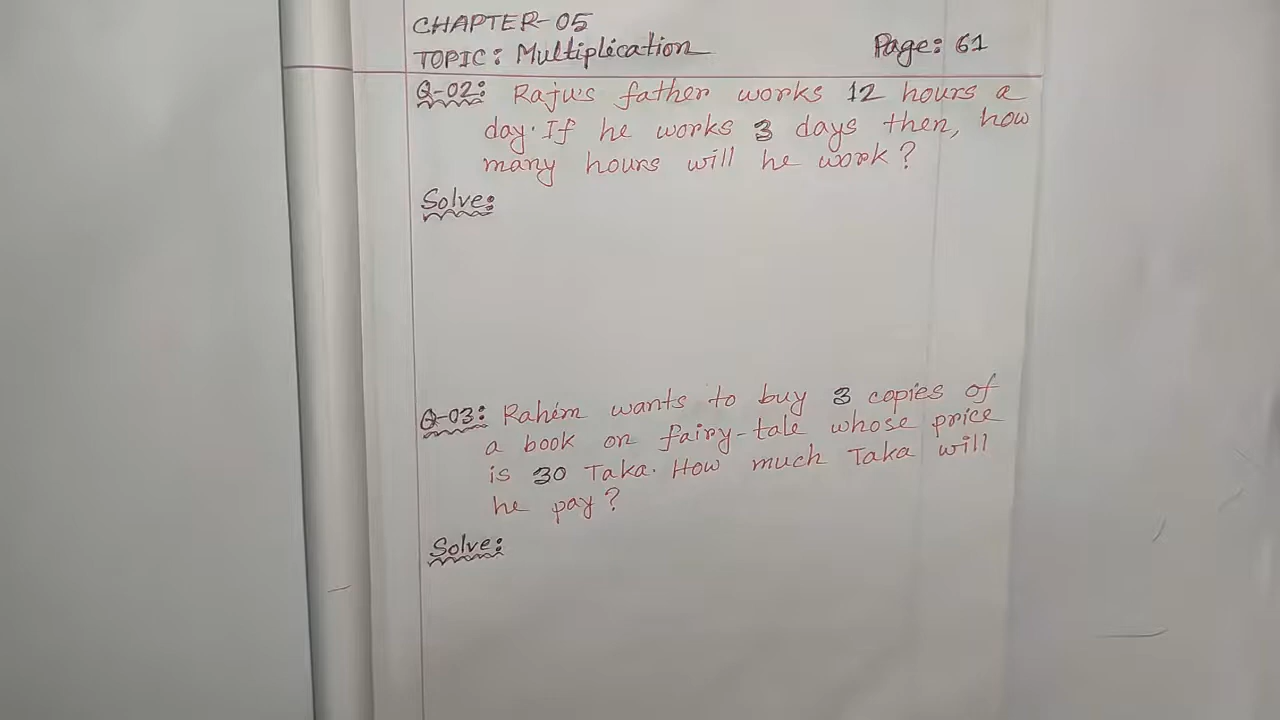 CHAPTER-05
TOPIC: Multiplication Page: 61
Q-02: Raju's father works 12 hours a
day. If he works 3 days then, how
many hours will he work?
Solve:
Q-03: Rahim wants to buy 3 copies of
a book on fairy-tale whose price
is 30 Taka. How much Taka will
he pay?
Solve: